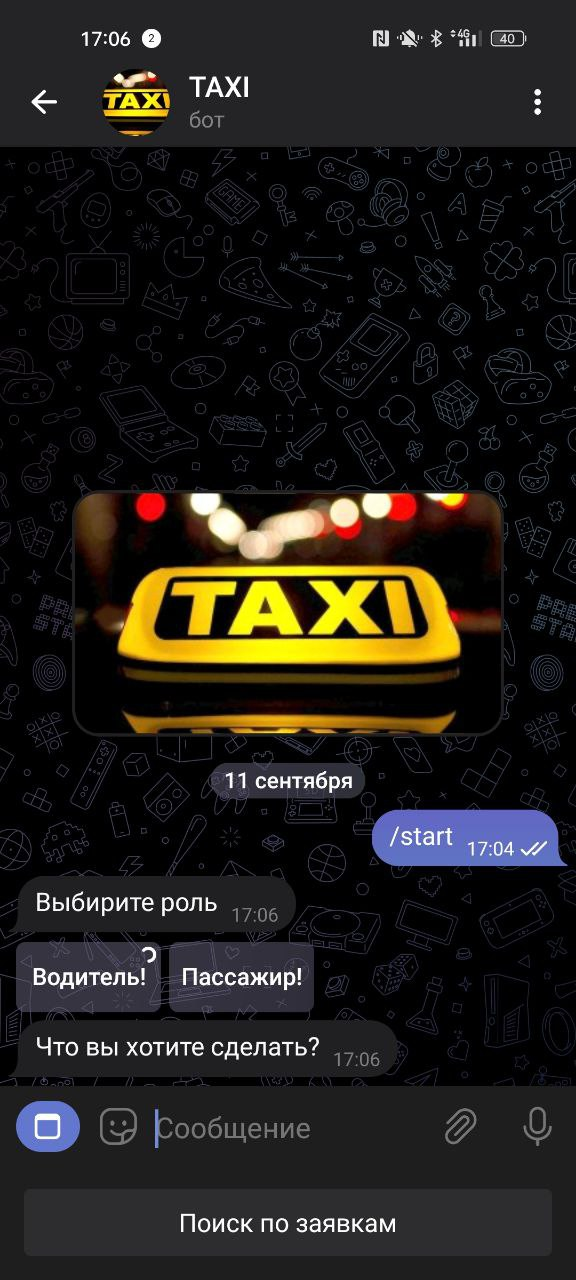 17:06 2 4G 40
TAXI
TAXI
бот
TAXI
11 сентября
/start 17:04
Выбирите роль 17:06
Водитель! Пассажир!
Что вы хотите сделать? 17:06
Сообщение
Поиск по заявкам